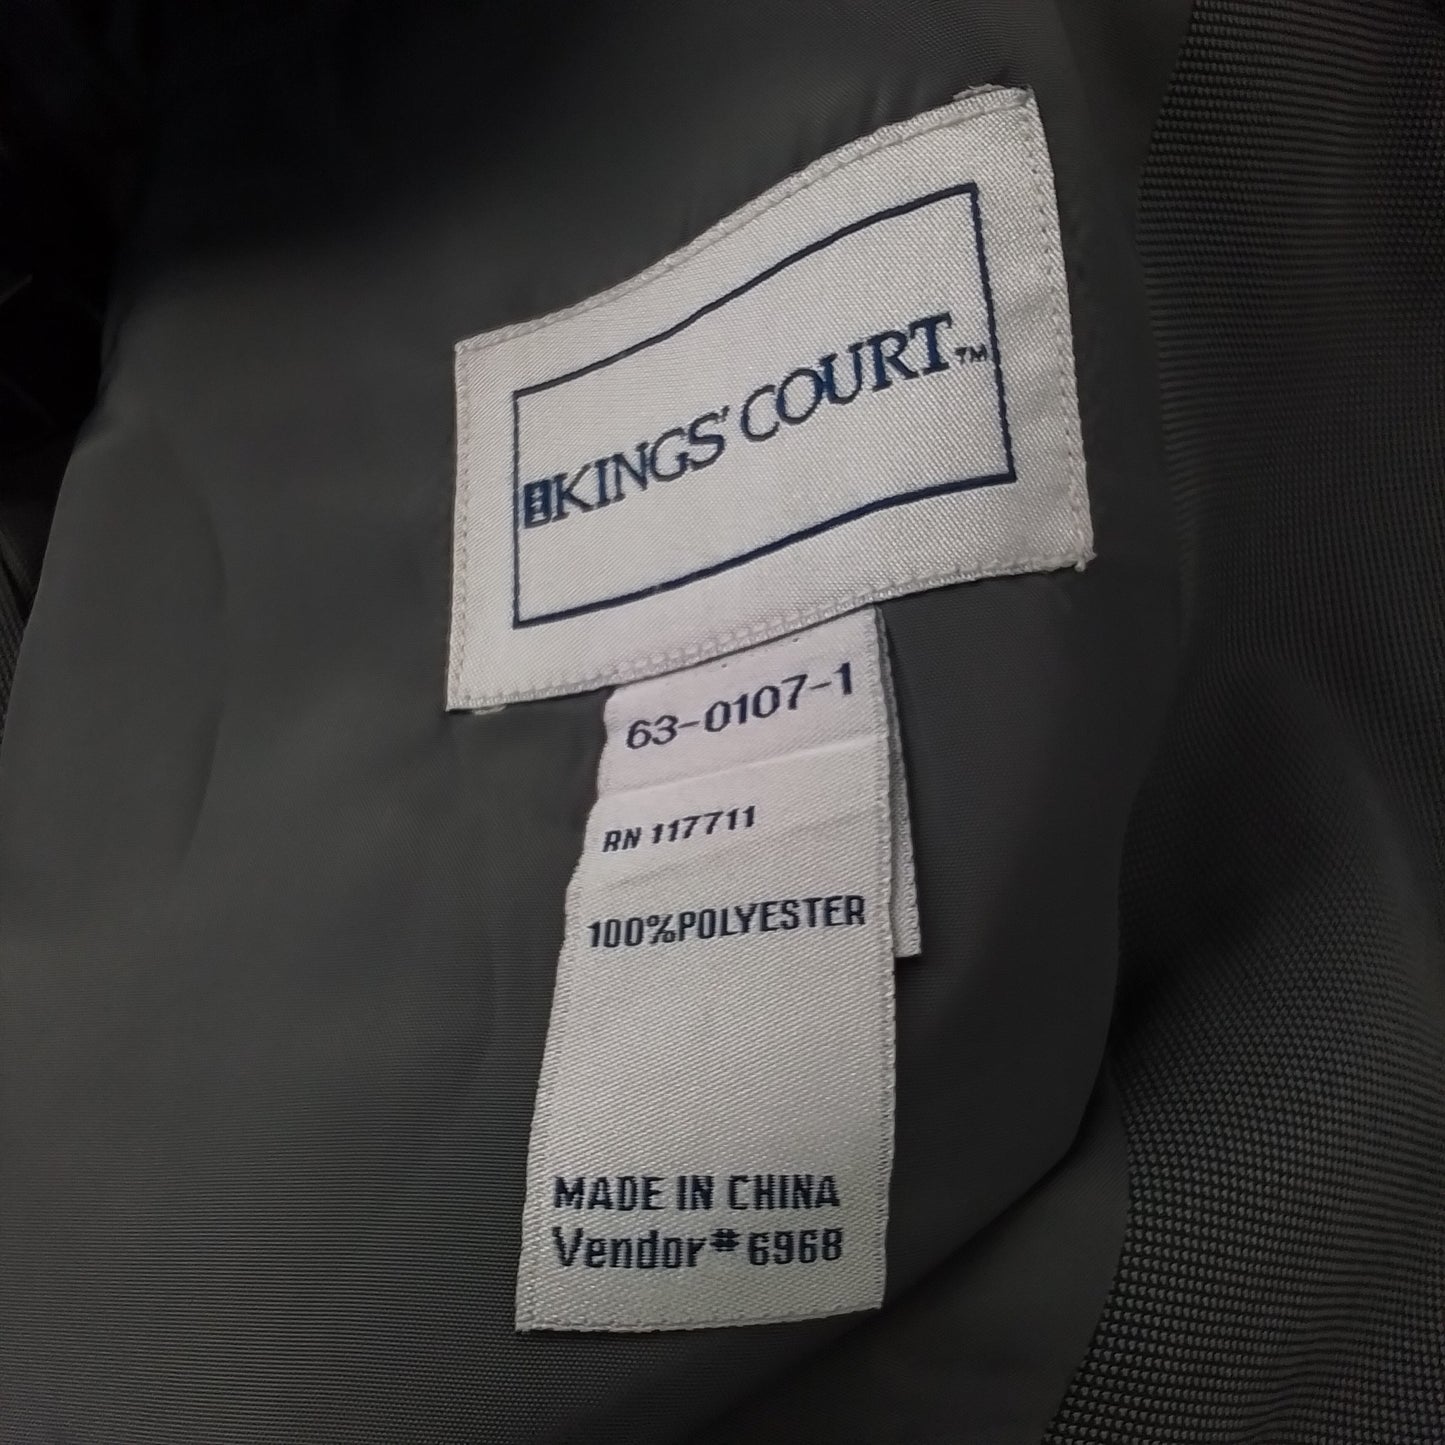 KINGS' COURT™
63-0107-1
RN 117711
100%POLYESTER
MADE IN CHINA
Vendor#6968